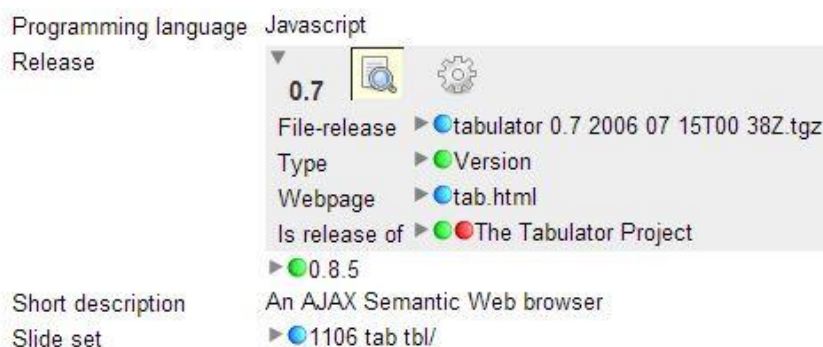 Programming language Javascript
Release
0.7
File-release tabulator 0.7 2006 07 15T00 38Z.tgz
Type Version
Webpage tab.html
Is release of The Tabulator Project
0.8.5
Short description An AJAX Semantic Web browser
Slide set 1106 tab tbl/